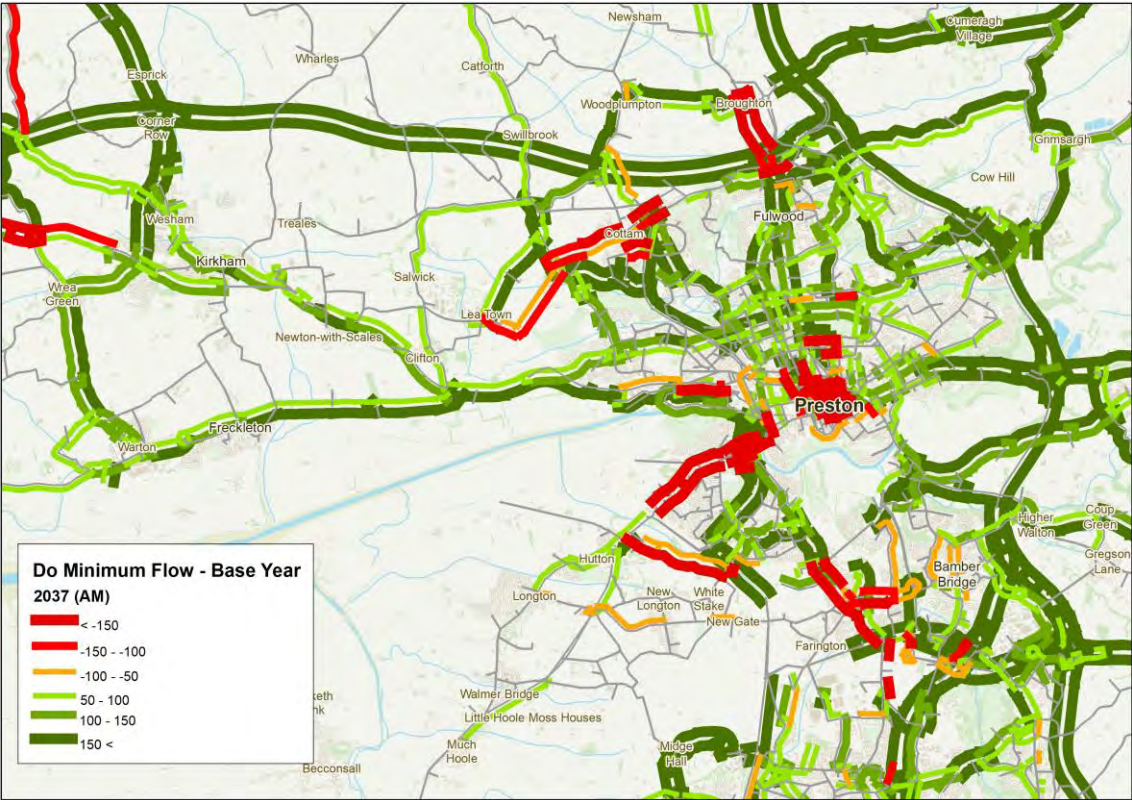 Newsham
Cumeragh
Village
Wharles
Catforth
Esprick
Woodplumpton
Broughton
Corner
Row
Swillbrook
Grimsargh
Cow Hill
Wesham
Treales
Fulwood
Cottam
Kirkham
Salwick
Wrea
Green
Lea Town
Newton-with-Scales
Clifton
Preston
Freckleton
Warton
Higher
Walton
Coup
Green
Gregson
Lane
Hutton
Bamber
Bridge
Longton
New
Longton
White
Stake
New Gate
Farington
Walmer Bridge
Little Hoole Moss Houses
Much
Hoole
Midge
Hall
Becconsall
keth
nk
Do Minimum Flow - Base Year
2037 (AM)
< -150
-150 - -100
-100 - -50
50 - 100
100 - 150
150 <